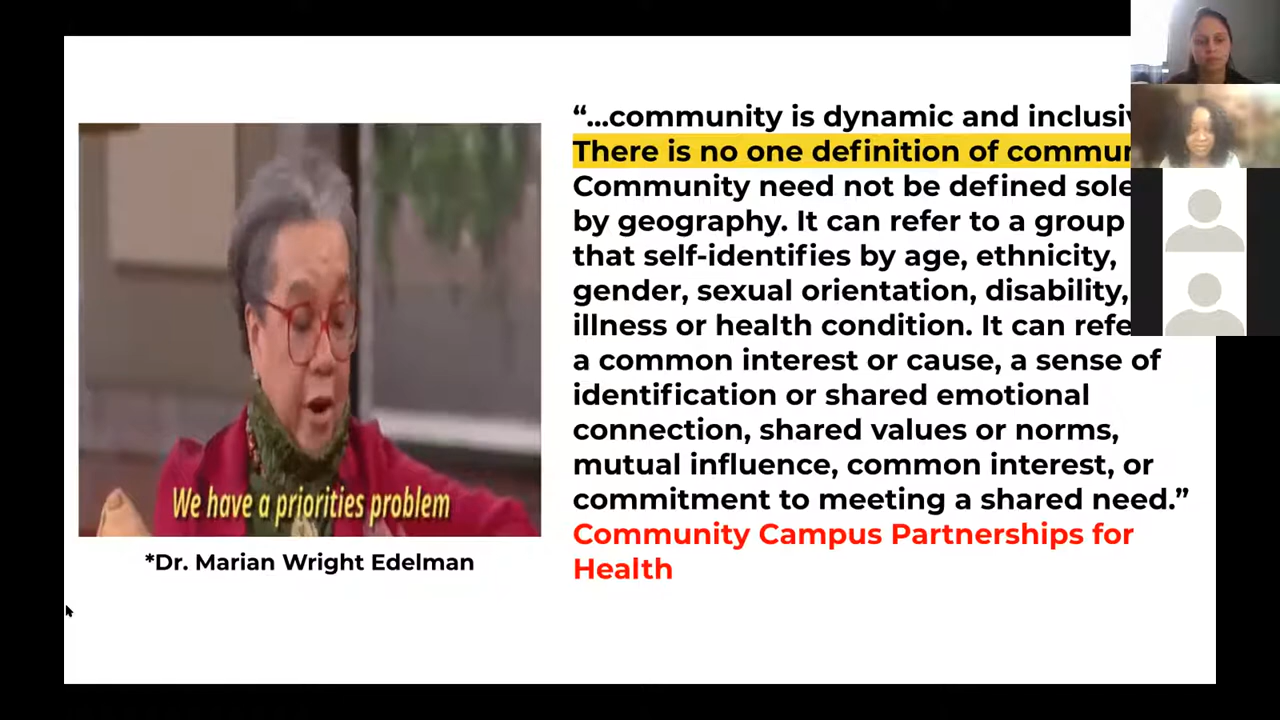 We have a priorities problem
*Dr. Marian Wright Edelman
“...community is dynamic and
There is no one definition of
Community need not be defined
by geography. It can refer to a group
that self-identifies by age, ethnicity,
gender, sexual orientation, disability,
illness or health condition. It can
a common interest or cause, a sense of
identification or shared emotional
connection, shared values or norms,
mutual influence, common interest, or
commitment to meeting a shared need.”
Community Campus Partnerships for
Health